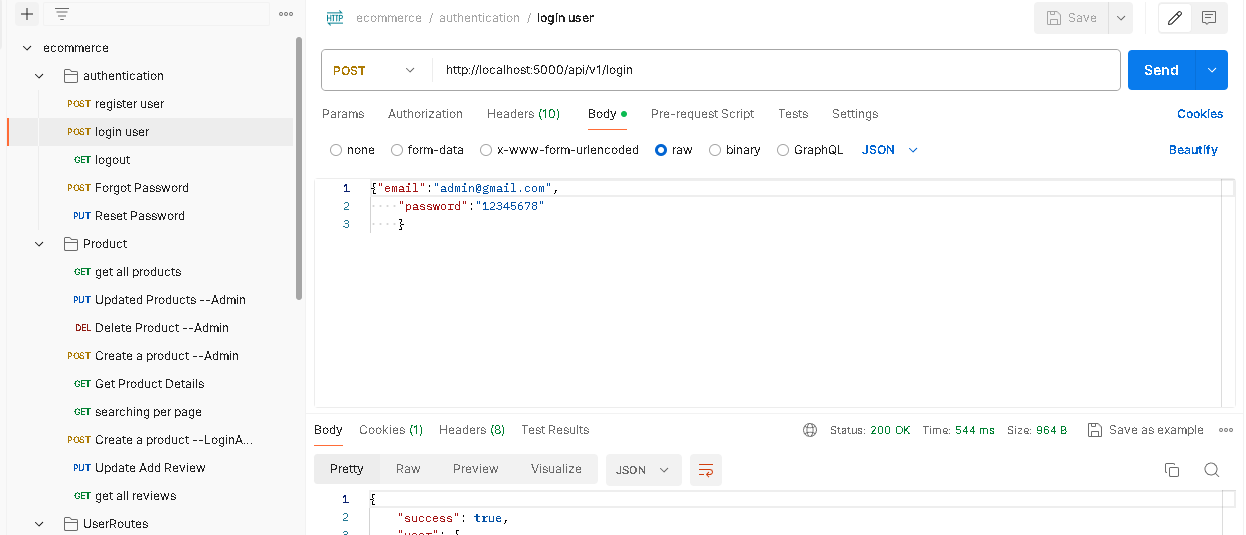 HTTP ecommerce / authentication / login user Save
ecommerce
authentication
POST register user
POST login user
GET logout
POST Forgot Password
PUT Reset Password
Product
GET get all products
PUT Updated Products --Admin
DEL Delete Product --Admin
POST Create a product --Admin
GET Get Product Details
GET searching per page
POST Create a product --LoginA...
PUT Update Add Review
GET get all reviews
UserRoutes
POST http://localhost:5000/api/v1/login Send
Params Authorization Headers (10) Body Pre-request Script Tests Settings Cookies
none form-data x-www-form-urlencoded raw binary GraphQL JSON Beautify
1 {"email":"admin@gmail.com",
2 ····"password":"12345678"
3 ····}
Body Cookies (1) Headers (8) Test Results Status: 200 OK Time: 544 ms Size: 964 B Save as example
Pretty Raw Preview Visualize JSON
1 {
2 "success": true,
3 "user": {